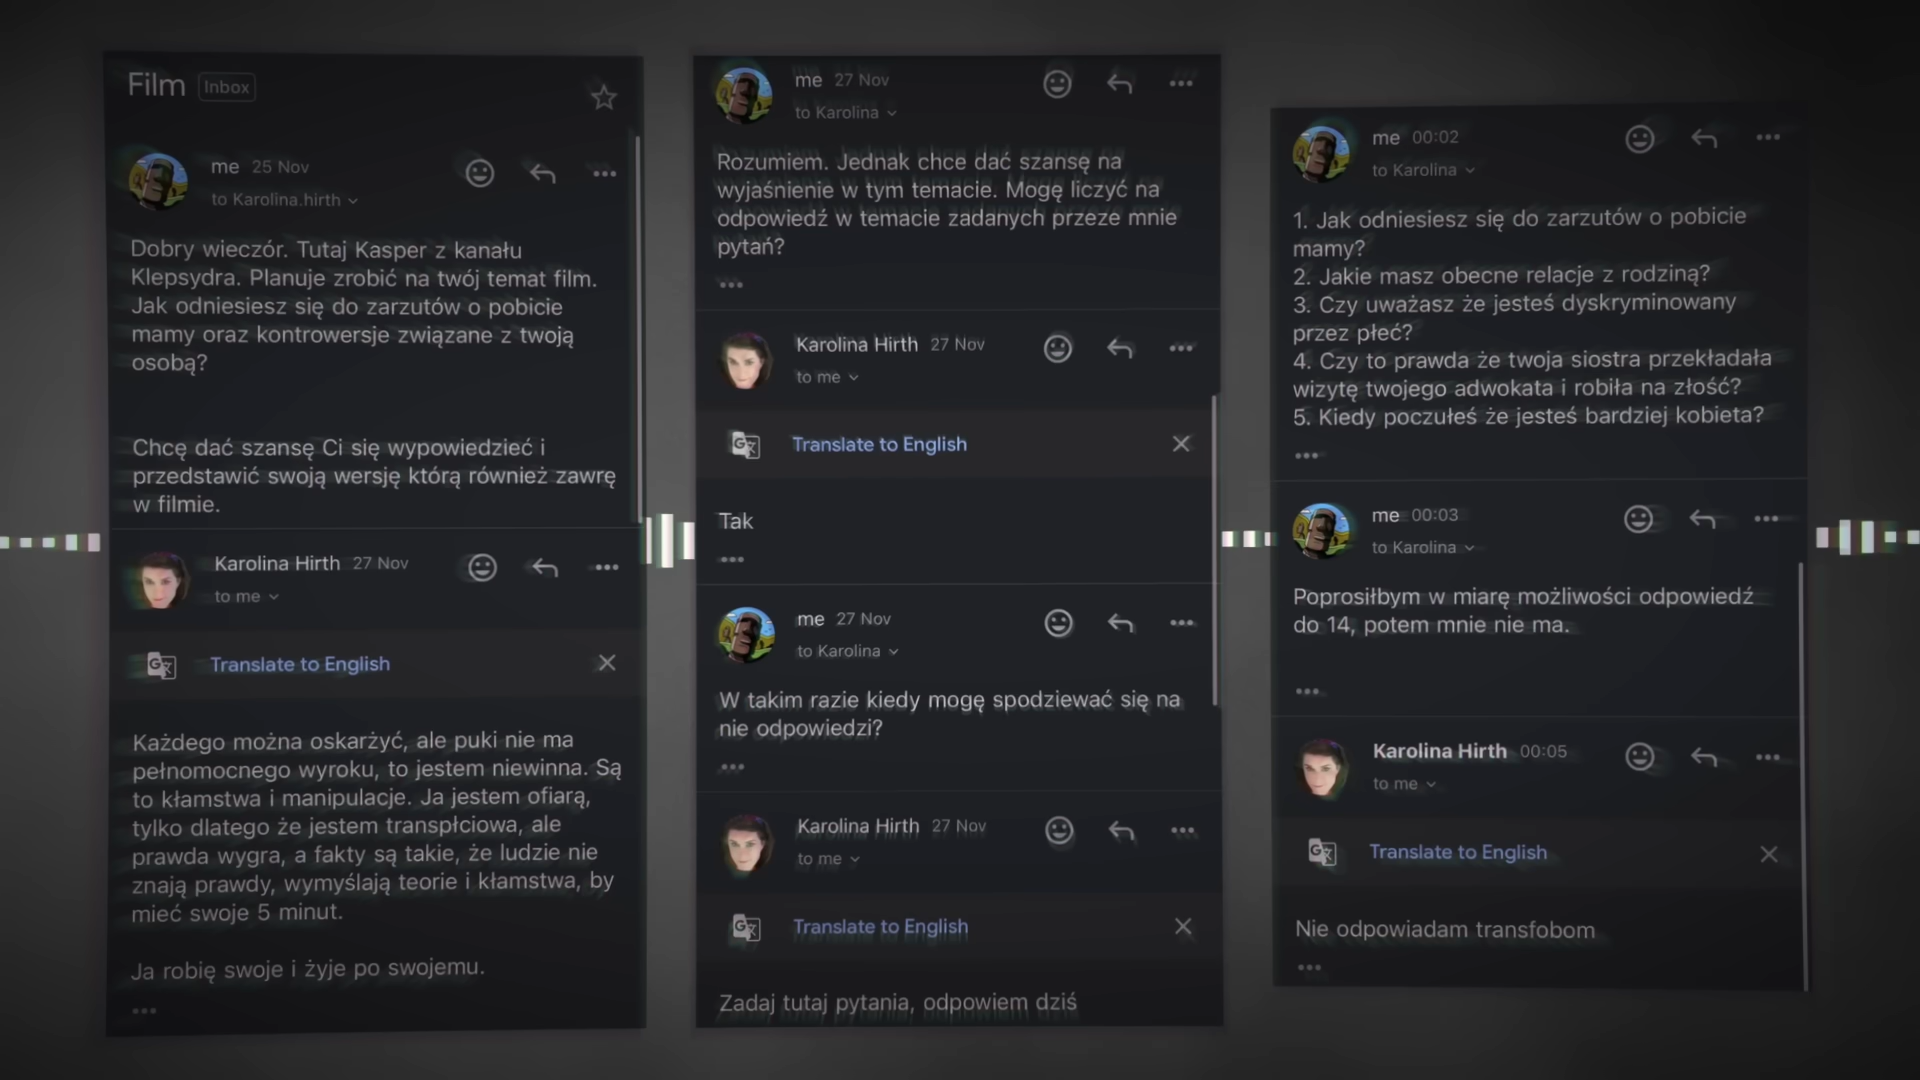 Film Inbox
me 25 Nov
to Karolina.hirth
Dobry wieczór. Tutaj Kasper z kanału
Klepsydra. Planuje zrobić na twój temat film.
Jak odniesiesz się do zarzutów o pobicie
mamy oraz kontrowersje związane z twoją
osobą?
Chcę dać szansę Ci się wypowiedzieć i
przedstawić swoją wersję którą również zawrę
w filmie.
Karolina Hirth 27 Nov
to me
Translate to English
Każdego można oskarżyć, ale puki nie ma
pełnomocnego wyroku, to jestem niewinna. Są
to kłamstwa i manipulacje. Ja jestem ofiarą,
tylko dlatego że jestem transpłciowa, ale
prawda wygra, a fakty są takie, że ludzie nie
znają prawdy, wymyślają teorie i kłamstwa, by
mieć swoje 5 minut.
Ja robię swoje i żyje po swojemu.
me 27 Nov
to Karolina
Rozumiem. Jednak chce dać szansę na
wyjaśnienie w tym temacie. Mogę liczyć na
odpowiedź w temacie zadanych przeze mnie
pytań?
Karolina Hirth 27 Nov
to me
Translate to English
Tak
me 27 Nov
to Karolina
W takim razie kiedy mogę spodziewać się na
nie odpowiedzi?
Karolina Hirth 27 Nov
to me
Translate to English
Zadaj tutaj pytania, odpowiem dziś
me 00:02
to Karolina
1. Jak odniesiesz się do zarzutów o pobicie
mamy?
2. Jakie masz obecne relacje z rodziną?
3. Czy uważasz że jesteś dyskryminowany
przez płeć?
4. Czy to prawda że twoja siostra przekładała
wizytę twojego adwokata i robiła na złość?
5. Kiedy poczułeś że jesteś bardziej kobieta?
me 00:03
to Karolina
Poprosiłbym w miarę możliwości odpowiedź
do 14, potem mnie nie ma.
Karolina Hirth 00:05
to me
Translate to English
Nie odpowiadam transfobom